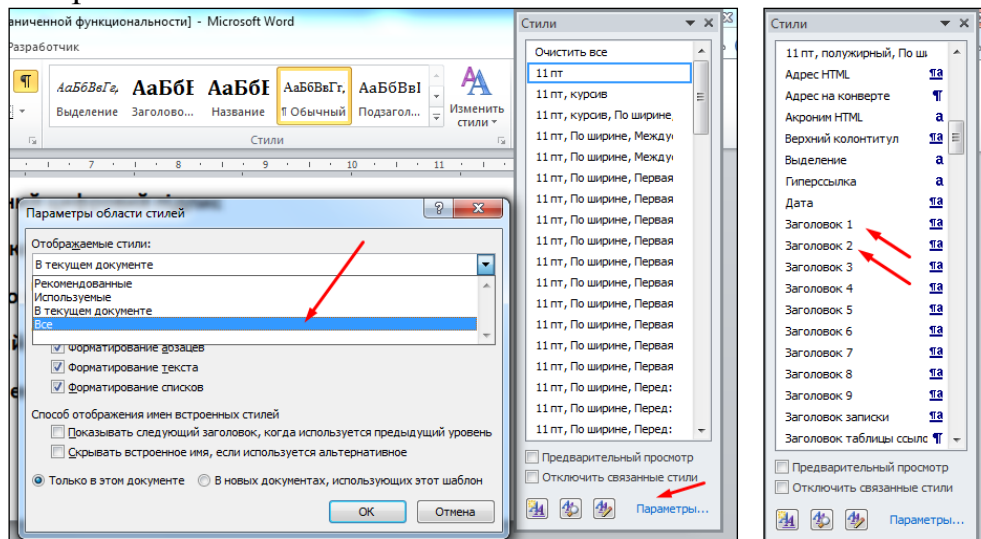 аниченной функциональности] - Microsoft Word
Разработчик
АаБбВвГг,
АаБбВ
АаБбВ
АаБбВвГг,
АаБбВвІ
Выделение
Заголово...
Название
¶ Обычный
Подзагол...
Изменить
стили
Стили
7 8 9 10 11
Параметры области стилей
Отображаемые стили:
В текущем документе
Рекомендованные
Используемые
В текущем документе
Все
Форматирование абзацев
Форматирование текста
Форматирование списков
Способ отображения имен встроенных стилей
Показывать следующий заголовок, когда используется предыдущий уровень
Скрывать встроенное имя, если используется альтернативное
Только в этом документе
В новых документах, использующих этот шаблон
ОК
Отмена
Стили
Очистить все
11 пт
11 пт, курсив
11 пт, курсив, По ширине,
11 пт, По ширине, Между
11 пт, По ширине, Между
11 пт, По ширине, Первая
11 пт, По ширине, Первая
11 пт, По ширине, Первая
11 пт, По ширине, Первая
11 пт, По ширине, Первая
11 пт, По ширине, Первая
11 пт, По ширине, Первая
11 пт, По ширине, Первая
11 пт, По ширине, Первая
11 пт, По ширине, Первая
11 пт, По ширине, Перед:
11 пт, По ширине, Перед:
11 пт, По ширине, Перед:
Предварительный просмотр
Отключить связанные стили
Параметры...
Стили
11 пт, полужирный, По ши
Адрес HTML ¶a
Адрес на конверте ¶
Акроним HTML a
Верхний колонтитул ¶a
Выделение a
Гиперссылка a
Дата ¶a
Заголовок 1 ¶a
Заголовок 2 ¶a
Заголовок 3 ¶a
Заголовок 4 ¶a
Заголовок 5 ¶a
Заголовок 6 ¶a
Заголовок 7 ¶a
Заголовок 8 ¶a
Заголовок 9 ¶a
Заголовок записки ¶a
Заголовок таблицы ссыло ¶
Предварительный просмотр
Отключить связанные стили
Параметры...